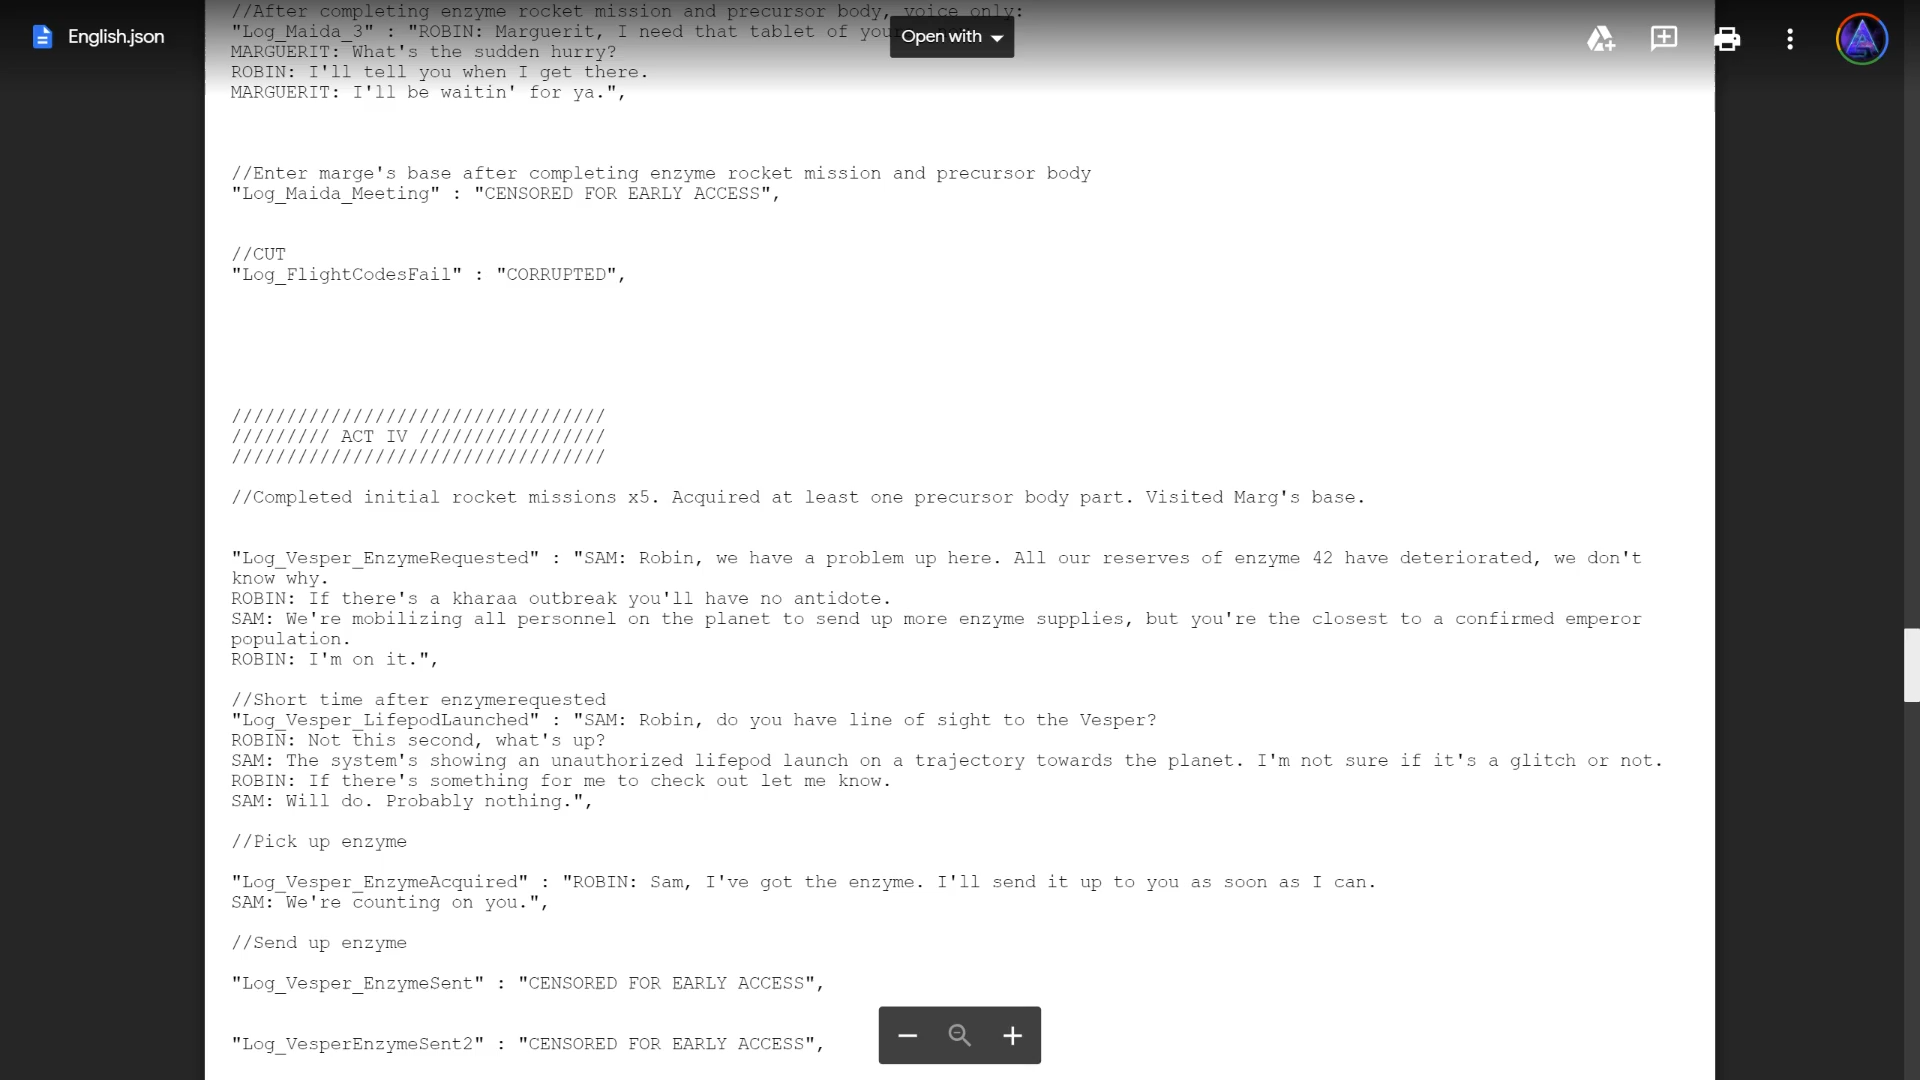 //After completing enzyme rocket mission and precursor body, voice only:
English.json
"Log_Maida_3" : "ROBIN: Marguerit, I need that tablet of you
Open with
MARGUERIT: What's the sudden hurry?
ROBIN: I'll tell you when I get there.
MARGUERIT: I'll be waitin' for ya.",
//Enter marge's base after completing enzyme rocket mission and precursor body
"Log_Maida_Meeting" : "CENSORED FOR EARLY ACCESS",
//CUT
"Log_FlightCodesFail" : "CORRUPTED",
//////////////////////////////////
///////// ACT IV /////////////////
//////////////////////////////////
//Completed initial rocket missions x5. Acquired at least one precursor body part. Visited Marg's base.
"Log_Vesper_EnzymeRequested" : "SAM: Robin, we have a problem up here. All our reserves of enzyme 42 have deteriorated, we don't
know why.
ROBIN: If there's a kharaa outbreak you'll have no antidote.
SAM: We're mobilizing all personnel on the planet to send up more enzyme supplies, but you're the closest to a confirmed emperor
population.
ROBIN: I'm on it.",
//Short time after enzymerequested
"Log_Vesper_LifepodLaunched" : "SAM: Robin, do you have line of sight to the Vesper?
ROBIN: Not this second, what's up?
SAM: The system's showing an unauthorized lifepod launch on a trajectory towards the planet. I'm not sure if it's a glitch or not.
ROBIN: If there's something for me to check out let me know.
SAM: Will do. Probably nothing.",
//Pick up enzyme
"Log_Vesper_EnzymeAcquired" : "ROBIN: Sam, I've got the enzyme. I'll send it up to you as soon as I can.
SAM: We're counting on you.",
//Send up enzyme
"Log_Vesper_EnzymeSent" : "CENSORED FOR EARLY ACCESS",
"Log_VesperEnzymeSent2" : "CENSORED FOR EARLY ACCESS",